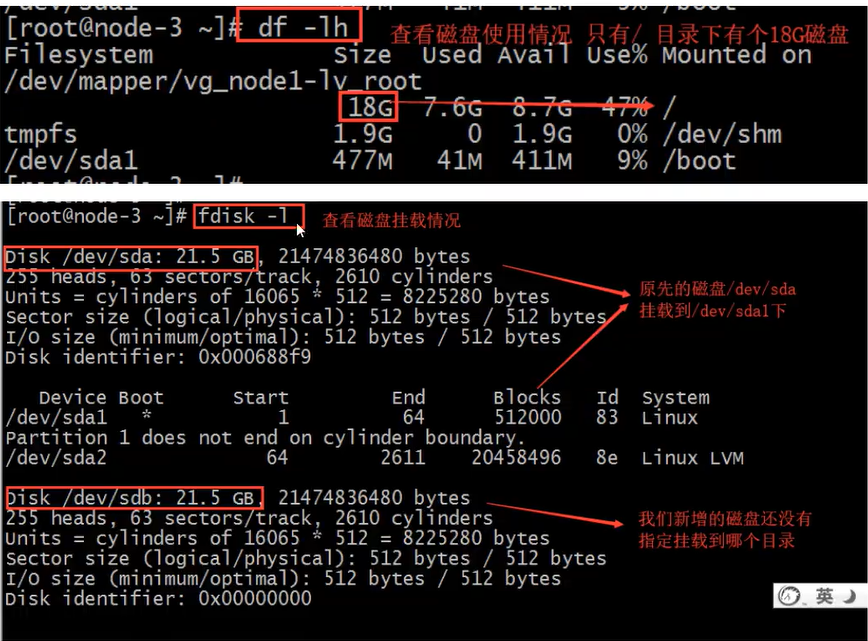 [root@node-3 ~]# df -lh 查看磁盘使用情况 只有/ 目录下有个18G磁盘
Filesystem Size Used Avail Use% Mounted on
/dev/mapper/vg_node1-lv_root
18G 7.6G 8.7G 47% /
tmpfs 1.9G 0 1.9G 0% /dev/shm
/dev/sda1 477M 41M 411M 9% /boot
[root@node-3 ~]# fdisk -l 查看磁盘挂载情况
Disk /dev/sda: 21.5 GB, 21474836480 bytes
255 heads, 63 sectors/track, 2610 cylinders
Units = cylinders of 16065 * 512 = 8225280 bytes
Sector size (logical/physical): 512 bytes / 512 bytes
I/O size (minimum/optimal): 512 bytes / 512 bytes
Disk identifier: 0x000688f9
原先的磁盘/dev/sda
挂载到/dev/sda1下
Device Boot Start End Blocks Id System
/dev/sda1 * 1 64 512000 83 Linux
Partition 1 does not end on cylinder boundary.
/dev/sda2 64 2611 20458496 8e Linux LVM
Disk /dev/sdb: 21.5 GB, 21474836480 bytes
255 heads, 63 sectors/track, 2610 cylinders
Units = cylinders of 16065 * 512 = 8225280 bytes
Sector size (logical/physical): 512 bytes / 512 bytes
I/O size (minimum/optimal): 512 bytes / 512 bytes
Disk identifier: 0x00000000
我们新增的磁盘还没有
指定挂载到哪个目录
英